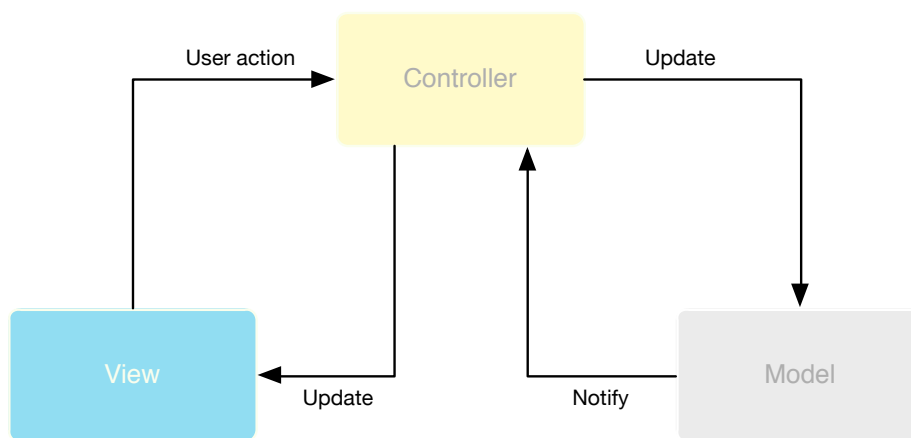 User action
Controller
Update
View
Update
Notify
Model